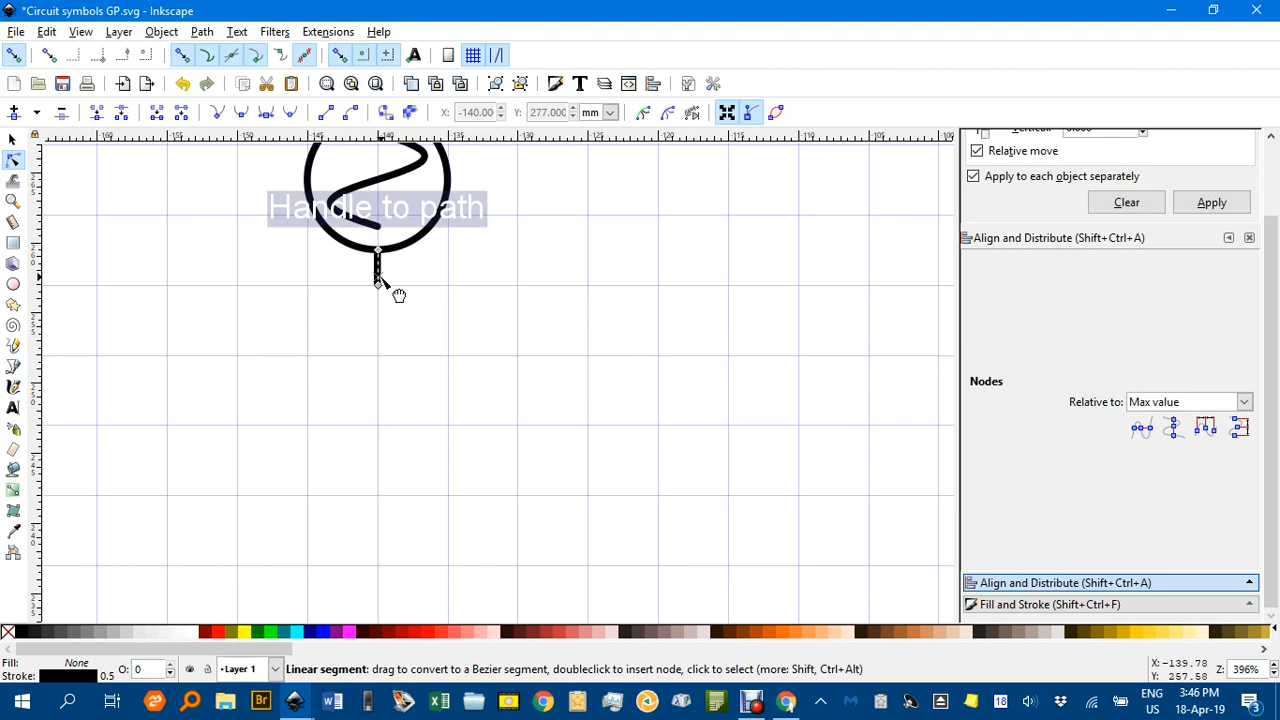 *Circuit symbols GP.svg - Inkscape
File Edit View Layer Object Path Text Filters Extensions Help
X: -140.00 Y: 277.000 mm
Relative move
Apply to each object separately
Clear Apply
Align and Distribute (Shift+Ctrl+A)
Handle to path
Nodes
Relative to: Max value
Align and Distribute (Shift+Ctrl+A)
Fill and Stroke (Shift+Ctrl+F)
Fill: None
Stroke: 0.5
O: 0
Layer 1
Linear segment: drag to convert to a Bezier segment, doubleclick to insert node, click to select (more: Shift, Ctrl+Alt)
X: -139.78
Y: 257.58
Z: 396%
ENG
US
3:46 PM
18-Apr-19
18
3